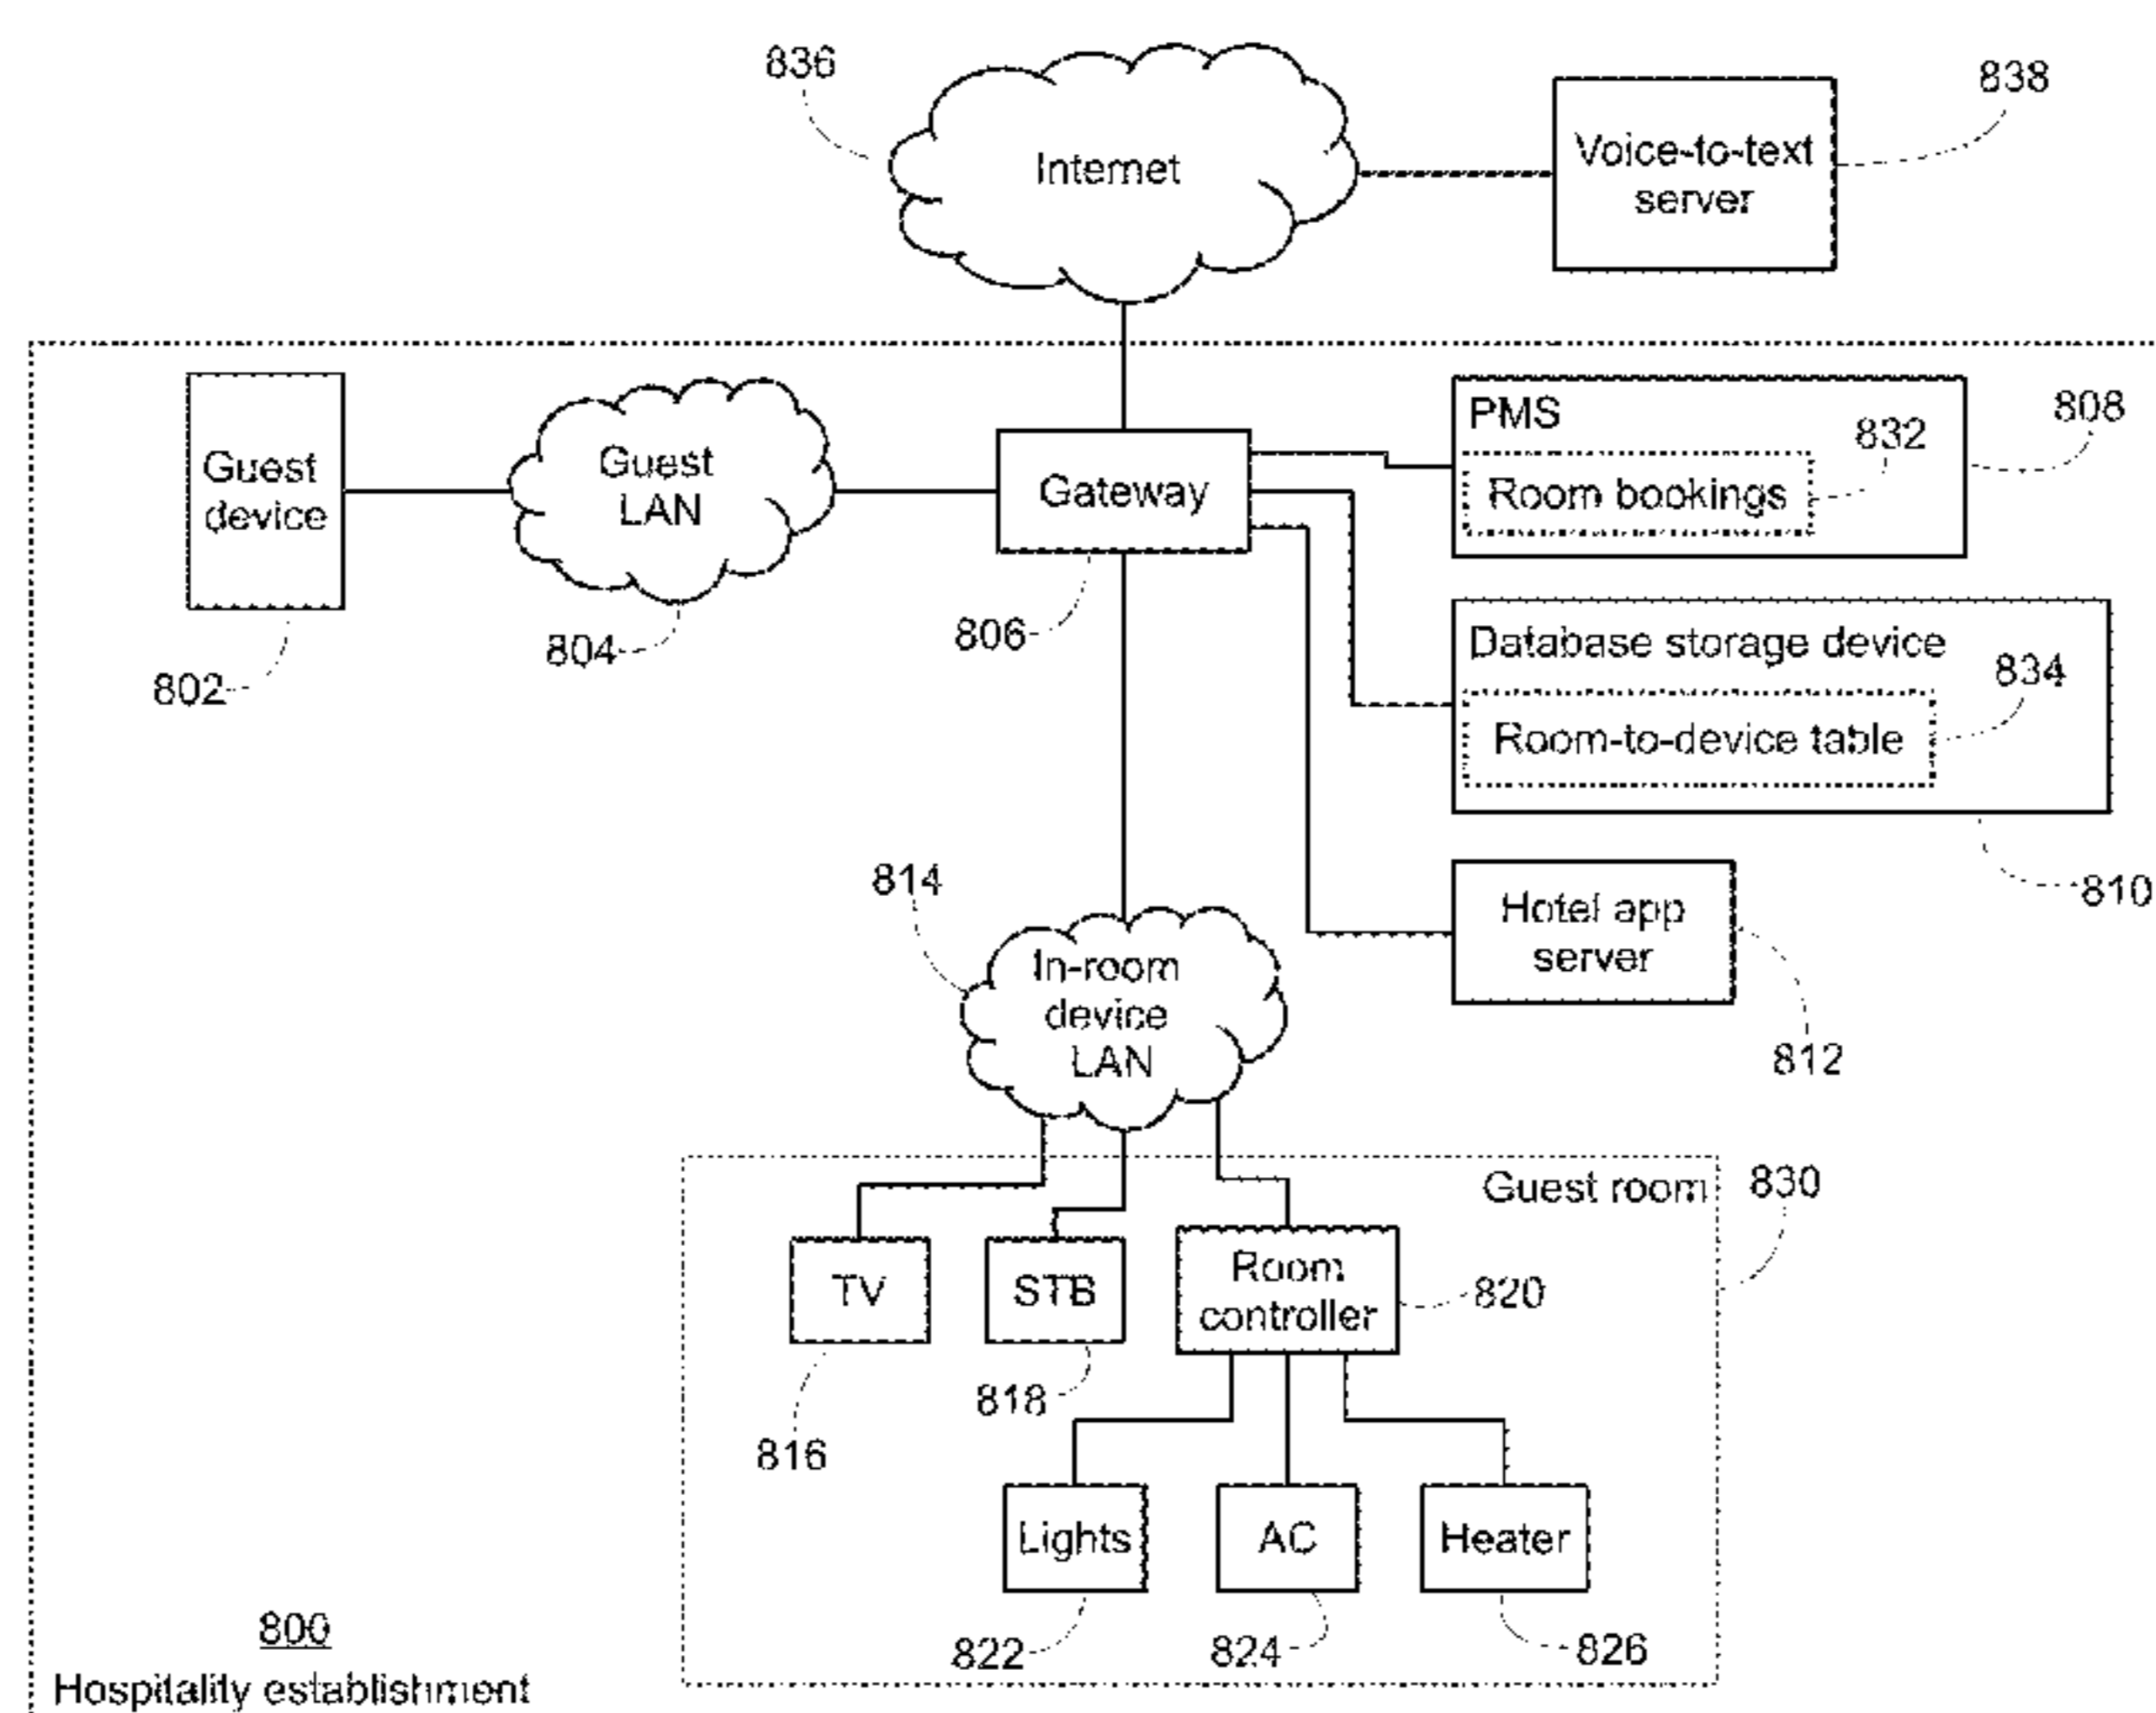 836
838
Internet
Voice-to-text
server
808
PMS
832
Guest
device
Guest
LAN
Gateway
Room bookings
806
804
802
Database storage device
834
Room-to-device table
814
810
Hotel app
server
In-room
device
LAN
812
Guest room
830
TV
STB
Room
controller
820
818
816
Lights
AC
Heater
800
822
824
826
Hospitality establishment